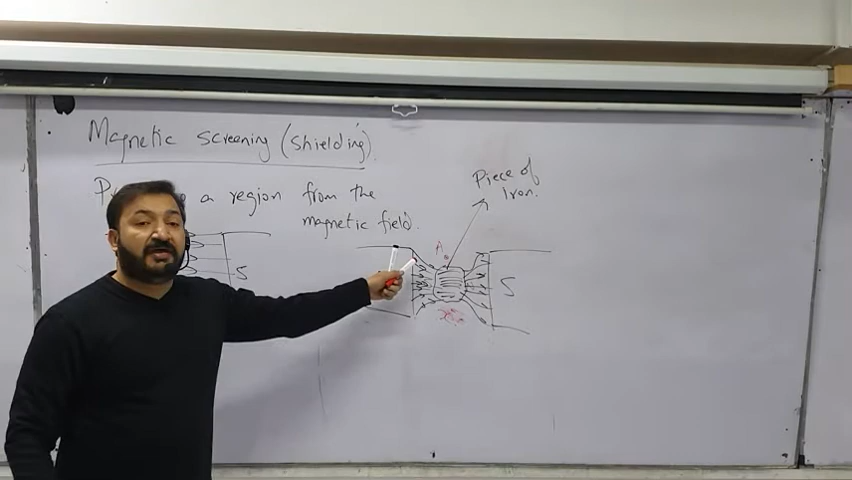 Magnetic screening (shielding).
a region from the
magnetic field.
Piece of
Iron.
A
S
S